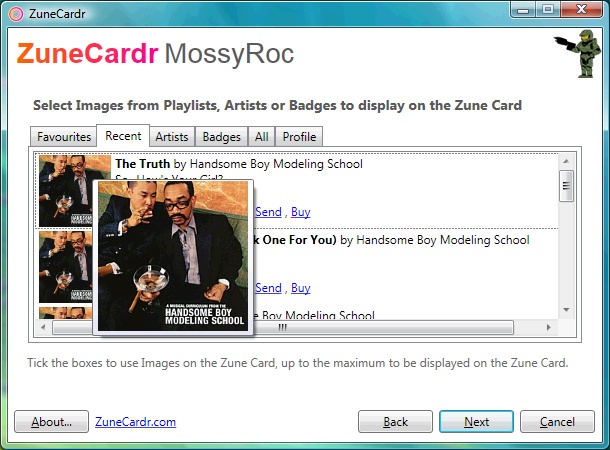 ZuneCardr
ZuneCardr MossyRoc
Select Images from Playlists, Artists or Badges to display on the Zune Card
Favourites Recent Artists Badges All Profile
The Truth by Handsome Boy Modeling School
So, How's Your Girl?
Send , Buy
k One For You) by Handsome Boy Modeling School
Send , Buy
A MUSICAL CURRICULUM FROM THE
HANDSOME BOY
MODELING SCHOOL
me Boy Modeling School
Tick the boxes to use Images on the Zune Card, up to the maximum to be displayed on the Zune Card.
About... ZuneCardr.com Back Next Cancel